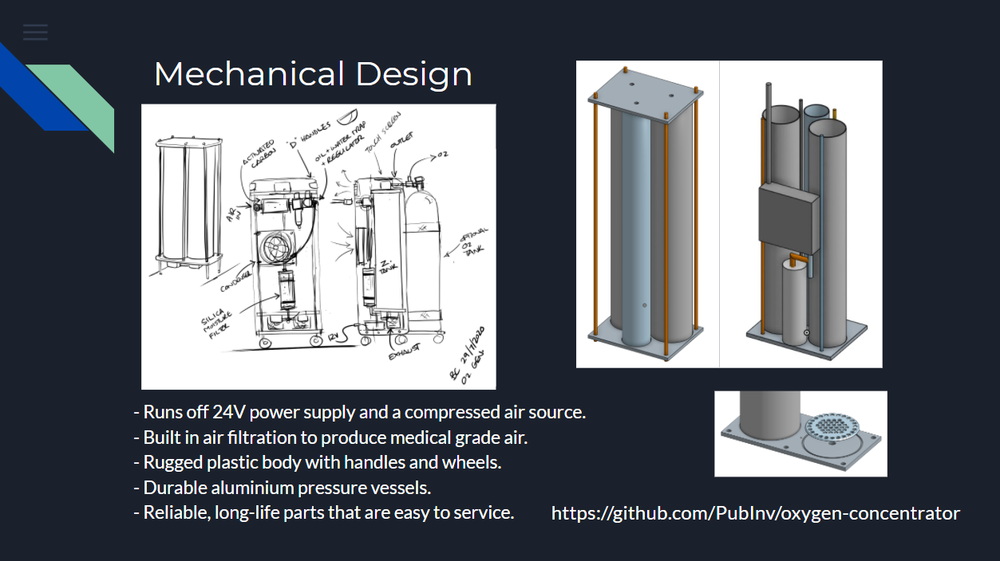 Mechanical Design
ACTIVATED
CARBON
"D" HANDLES
OIL + WATER TRAP
+ REGULATOR
TOUCH SCREEN
OUTLET
O2
AIR
IN
OPTIONAL
O2
TANK
Z.
TANK
CONDENSER
SILICA
MOISTURE
FILTER
12V
EXHAUST
BC 29/7/2020
O2 GEN
- Runs off 24V power supply and a compressed air source.
- Built in air filtration to produce medical grade air.
- Rugged plastic body with handles and wheels.
- Durable aluminium pressure vessels.
- Reliable, long-life parts that are easy to service.
https://github.com/PubInv/oxygen-concentrator